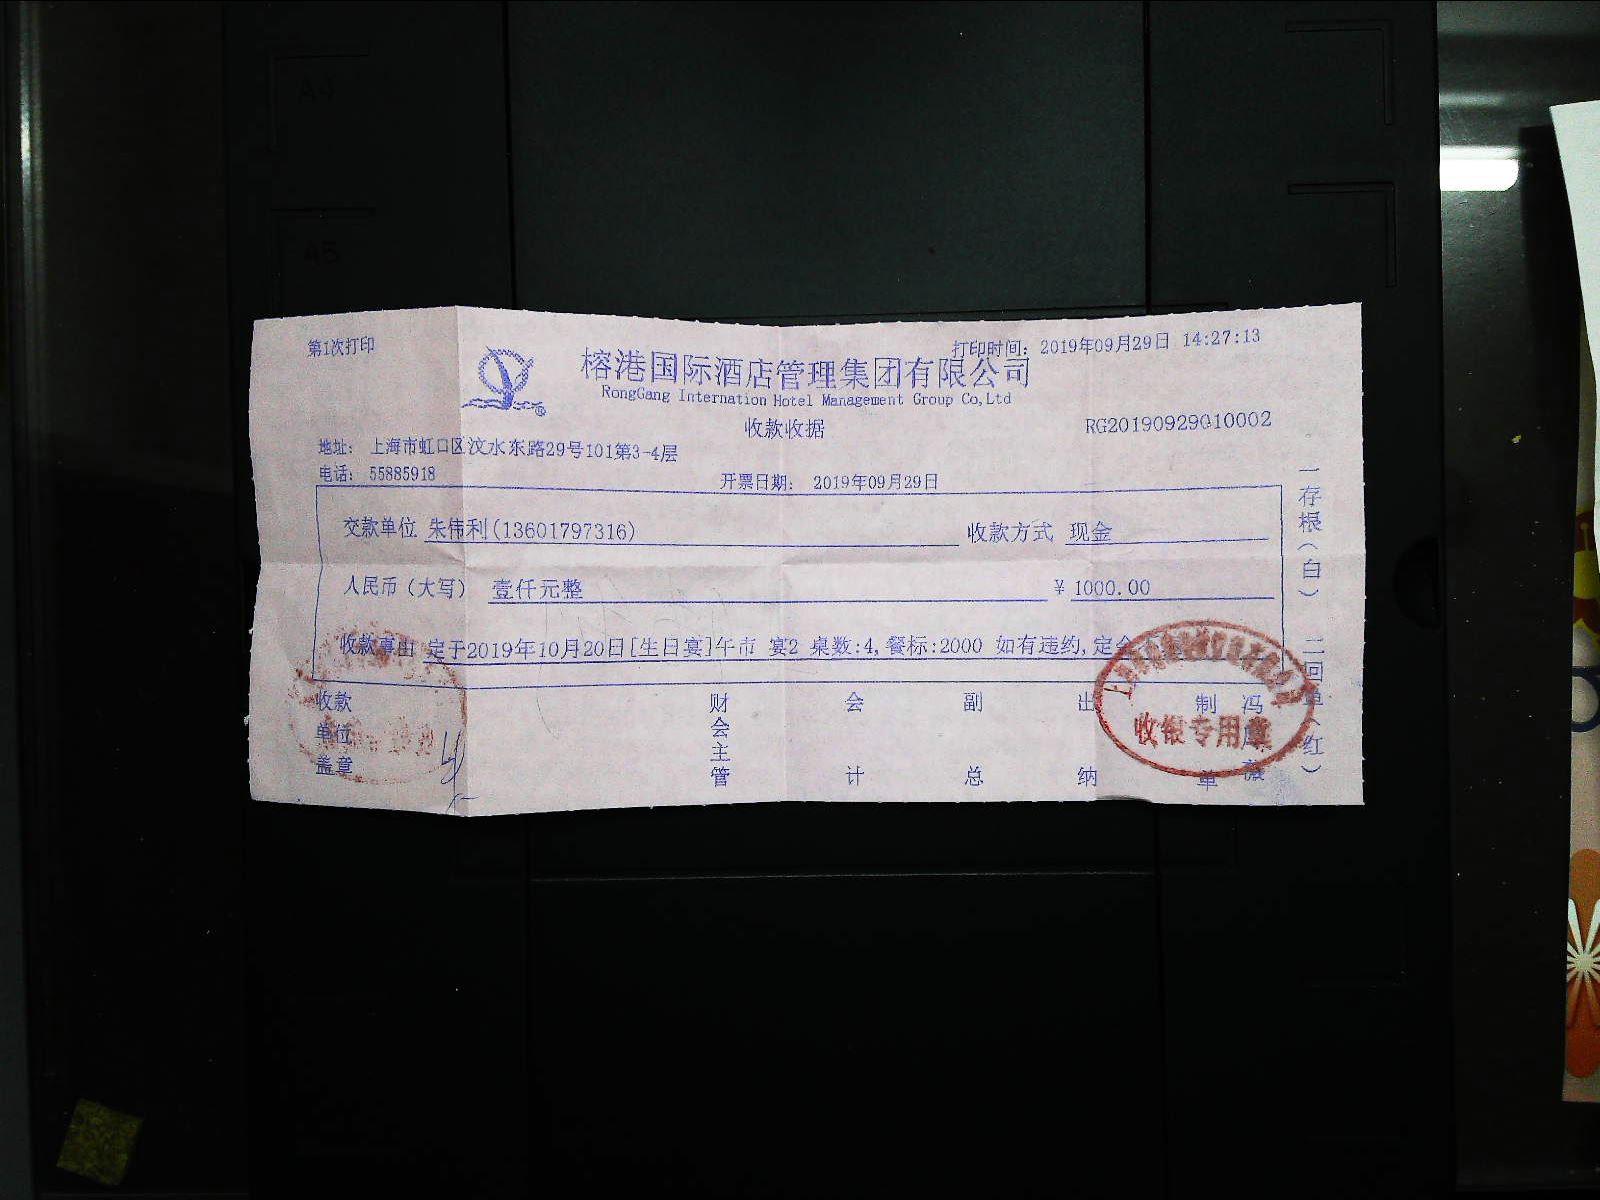 A4
A5
第1次打印
打印时间: 2019年09月29日 14:27:13
榕港国际酒店管理集团有限公司
RongGang Internation Hotel Management Group Co,Ltd
收款收据
RG20190929010002
地址: 上海市虹口区汶水东路29号101第3-4层
电话: 55885918
开票日期: 2019年09月29日
交款单位 朱伟利(13601797316)
收款方式 现金
人民币（大写） 壹仟元整
¥ 1000.00
收款事由 定于2019年10月20日[生日宴]午市 宴2 桌数:4,餐标:2000 如有违约,定金
收款单位盖章
财会主管
会计
副总
出纳
制单
冯
收银专用章
一存根（白） 二回单（红）